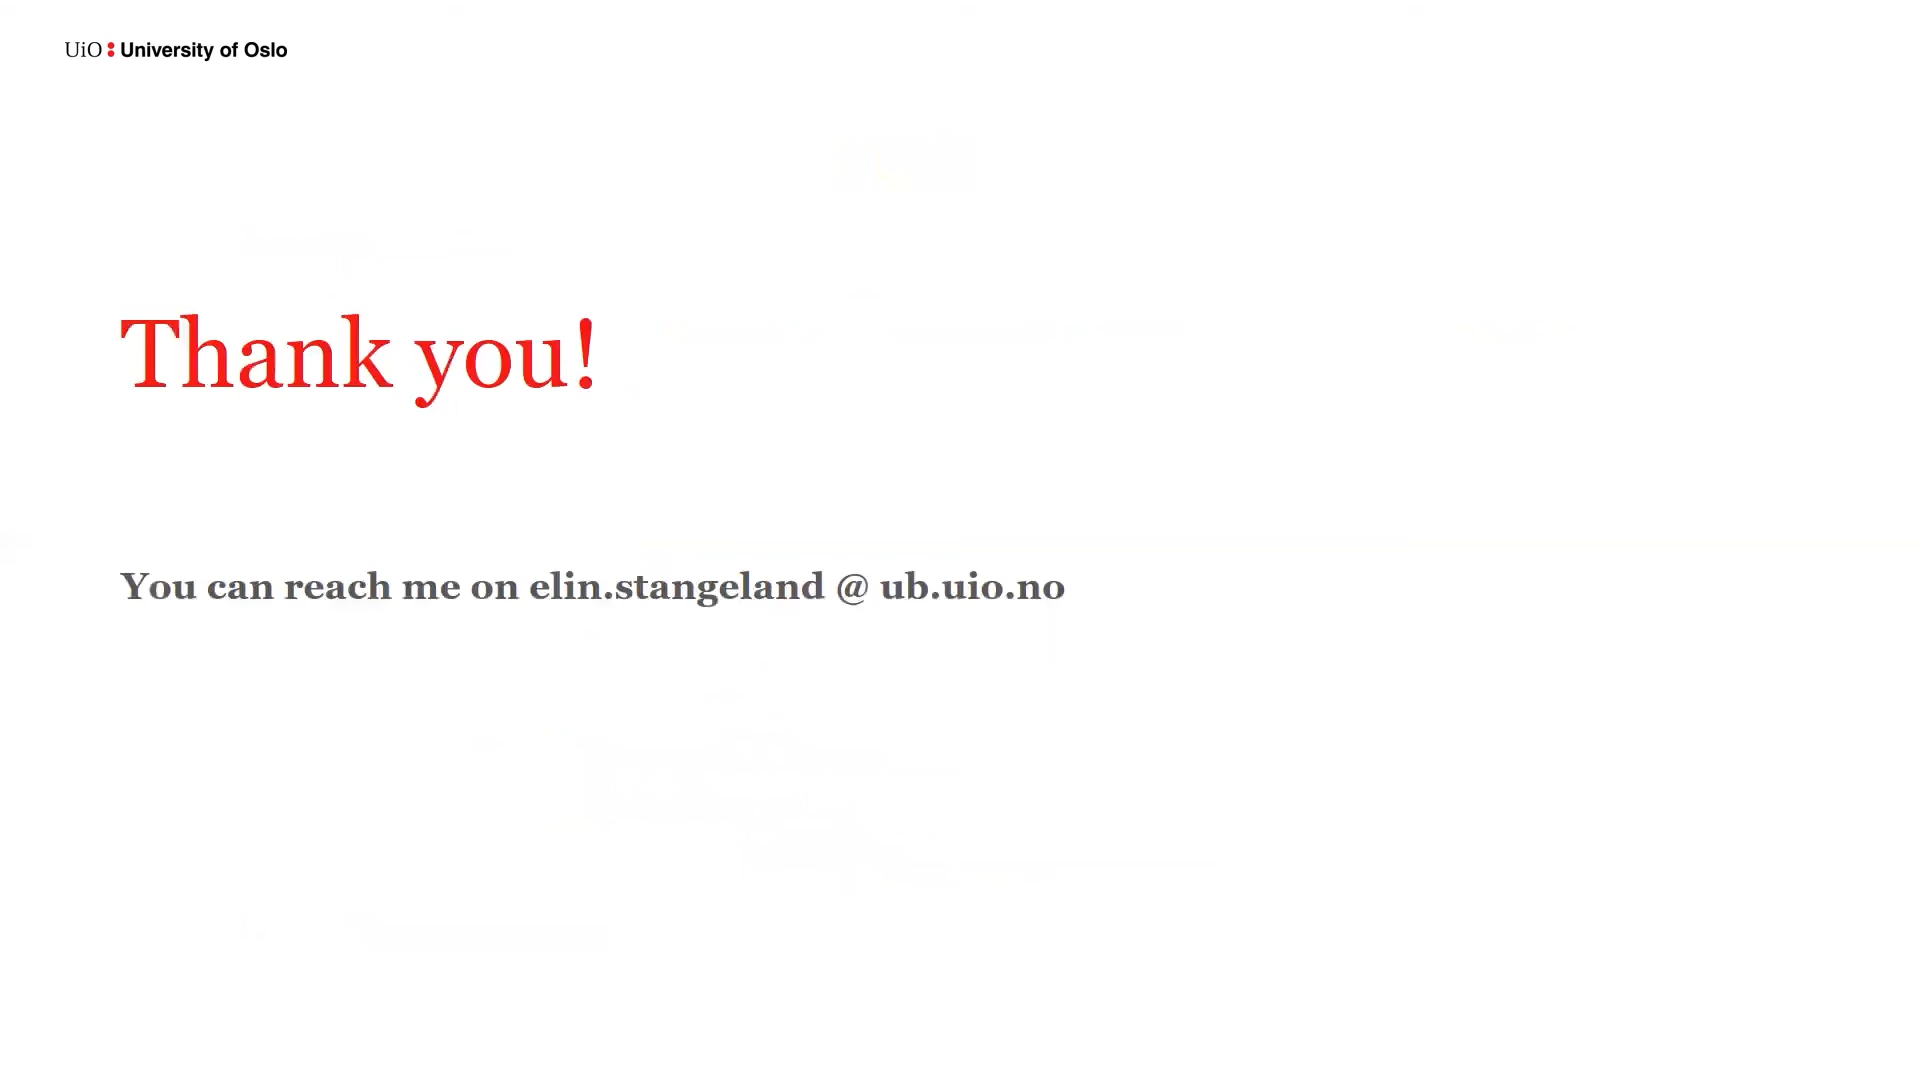 UiO : University of Oslo
Thank you!
You can reach me on elin.stangeland @ ub.uio.no